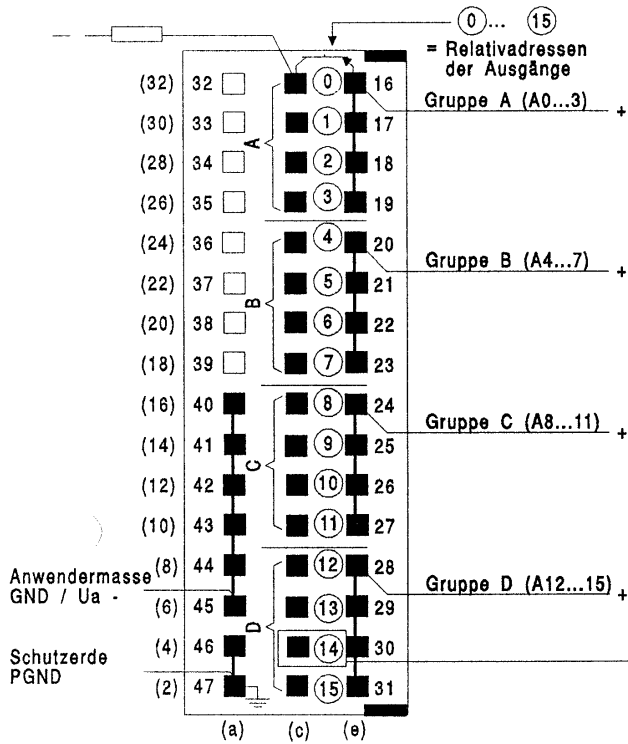 0 ... 15
= Relativadressen
der Ausgänge
(32) 32 0 16
Gruppe A (A0...3) +
(30) 33 1 17
A
(28) 34 2 18
(26) 35 3 19
(24) 36 4 20
Gruppe B (A4...7) +
(22) 37 5 21
B
(20) 38 6 22
(18) 39 7 23
(16) 40 8 24
Gruppe C (A8...11) +
(14) 41 9 25
C
(12) 42 10 26
(10) 43 11 27
(8) 44 12 28
Anwendermasse
GND / Ua -
Gruppe D (A12...15) +
(6) 45 13 29
D
(4) 46 14 30
Schutzerde
PGND
(2) 47 15 31
(a) (c) (e)